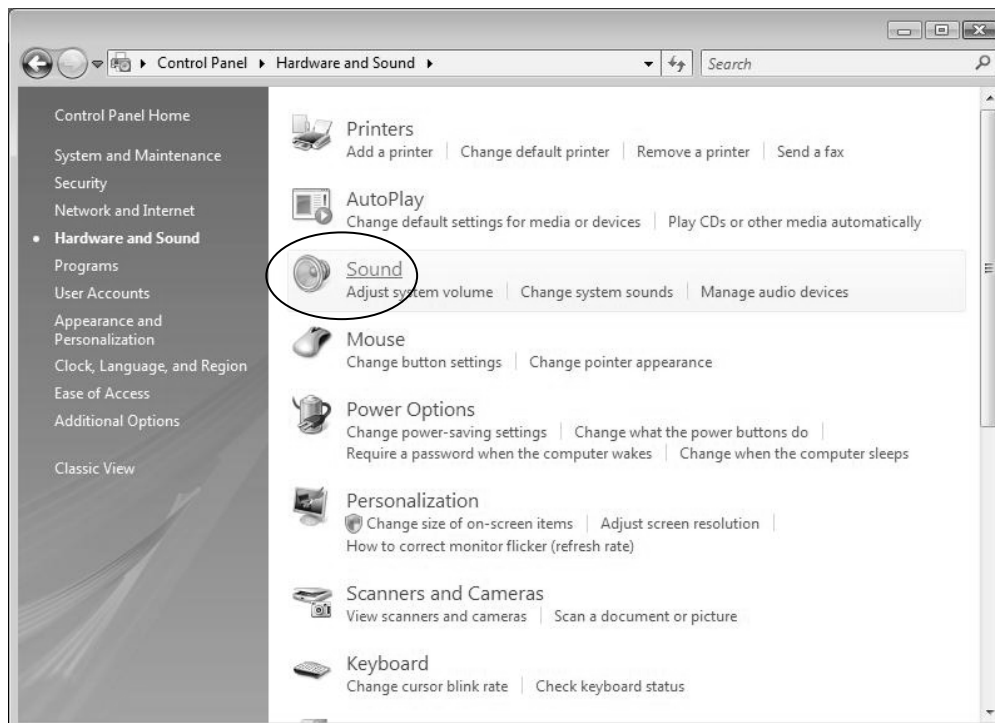 Control Panel Hardware and Sound Search
Control Panel Home
System and Maintenance
Security
Network and Internet
Hardware and Sound
Programs
User Accounts
Appearance and
Personalization
Clock, Language, and Region
Ease of Access
Additional Options
Classic View
Printers
Add a printer | Change default printer | Remove a printer | Send a fax
AutoPlay
Change default settings for media or devices | Play CDs or other media automatically
Sound
Adjust system volume | Change system sounds | Manage audio devices
Mouse
Change button settings | Change pointer appearance
Power Options
Change power-saving settings | Change what the power buttons do |
Require a password when the computer wakes | Change when the computer sleeps
Personalization
Change size of on-screen items | Adjust screen resolution |
How to correct monitor flicker (refresh rate)
Scanners and Cameras
View scanners and cameras | Scan a document or picture
Keyboard
Change cursor blink rate | Check keyboard status